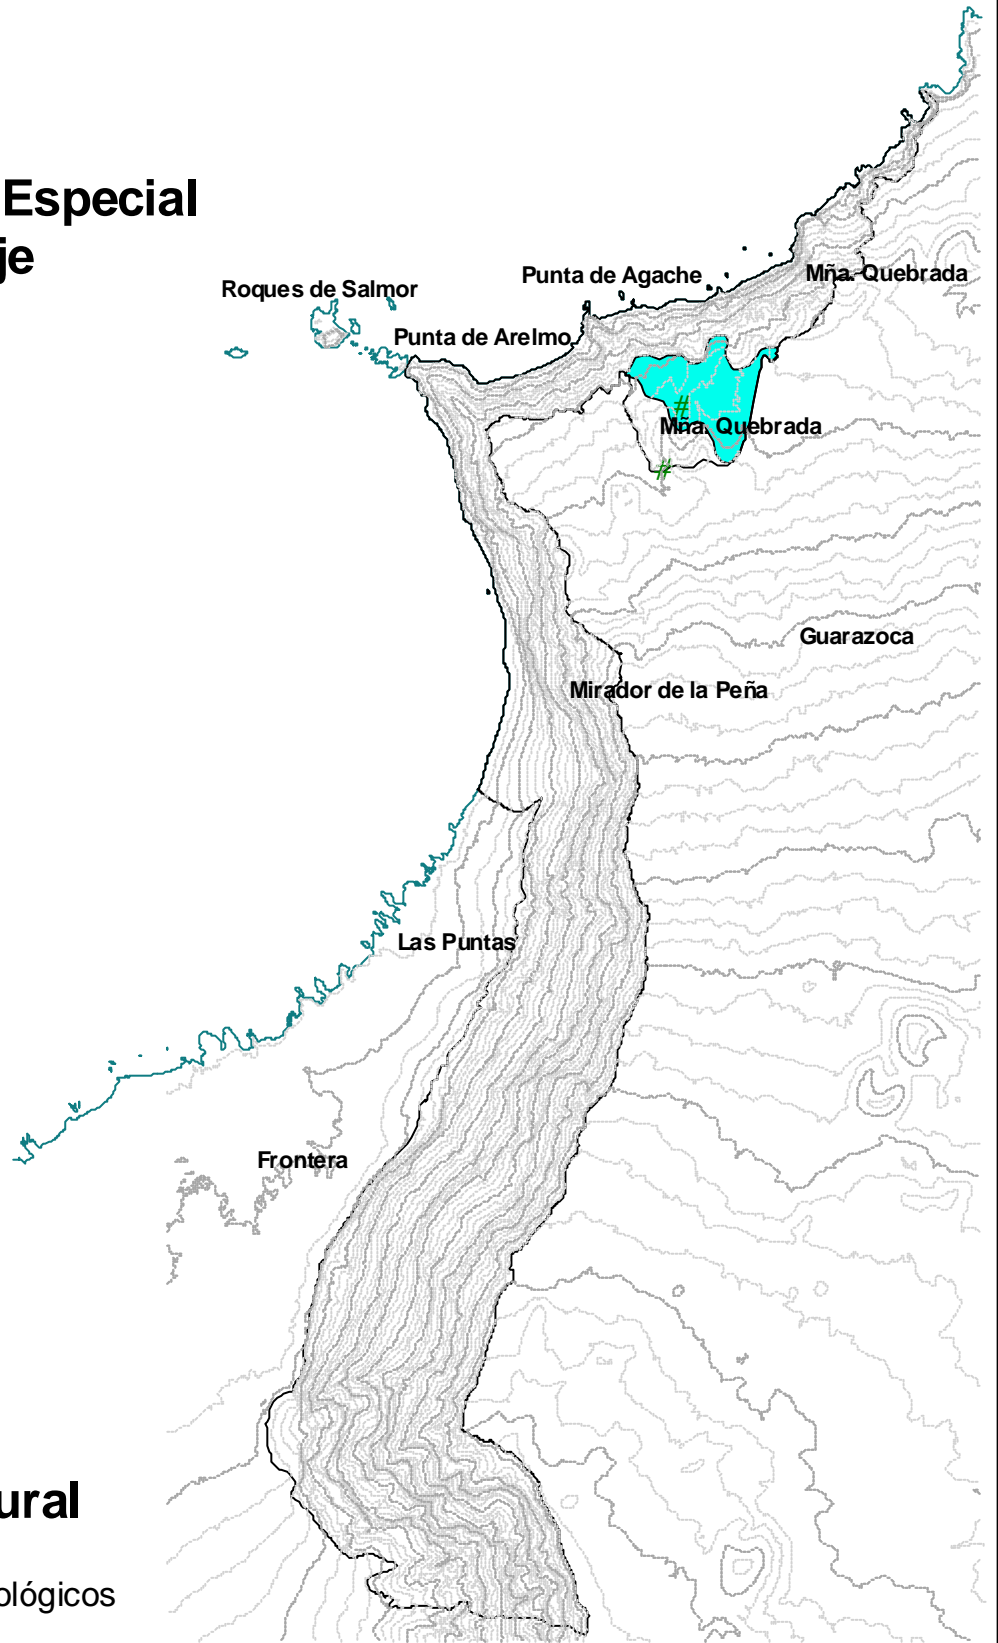 Especial
je
Roques de Salmor
Punta de Agache
Mña. Quebrada
Punta de Arelmo
#
Mña. Quebrada
#
Guarazoca
Mirador de la Peña
Las Puntas
Frontera
ural
ológicos